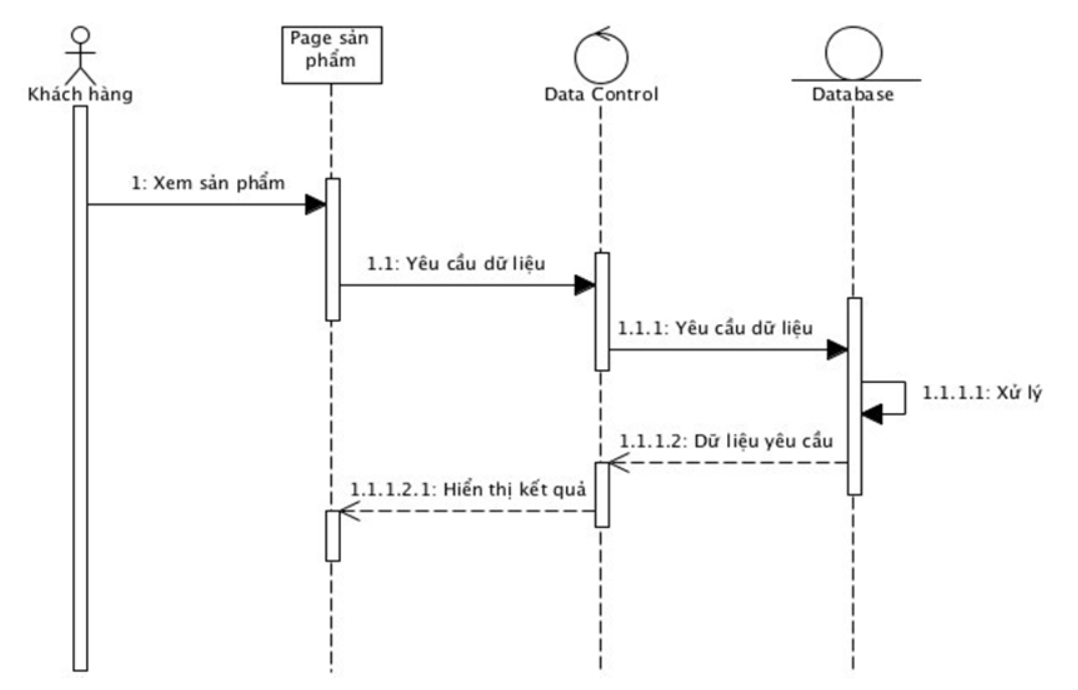 Page sản
phẩm
Khách hàng
Data Control
Database
1: Xem sản phẩm
1.1: Yêu cầu dữ liệu
1.1.1: Yêu cầu dữ liệu
1.1.1.1: Xử lý
1.1.1.2: Dữ liệu yêu cầu
1.1.1.2.1: Hiển thị kết quả